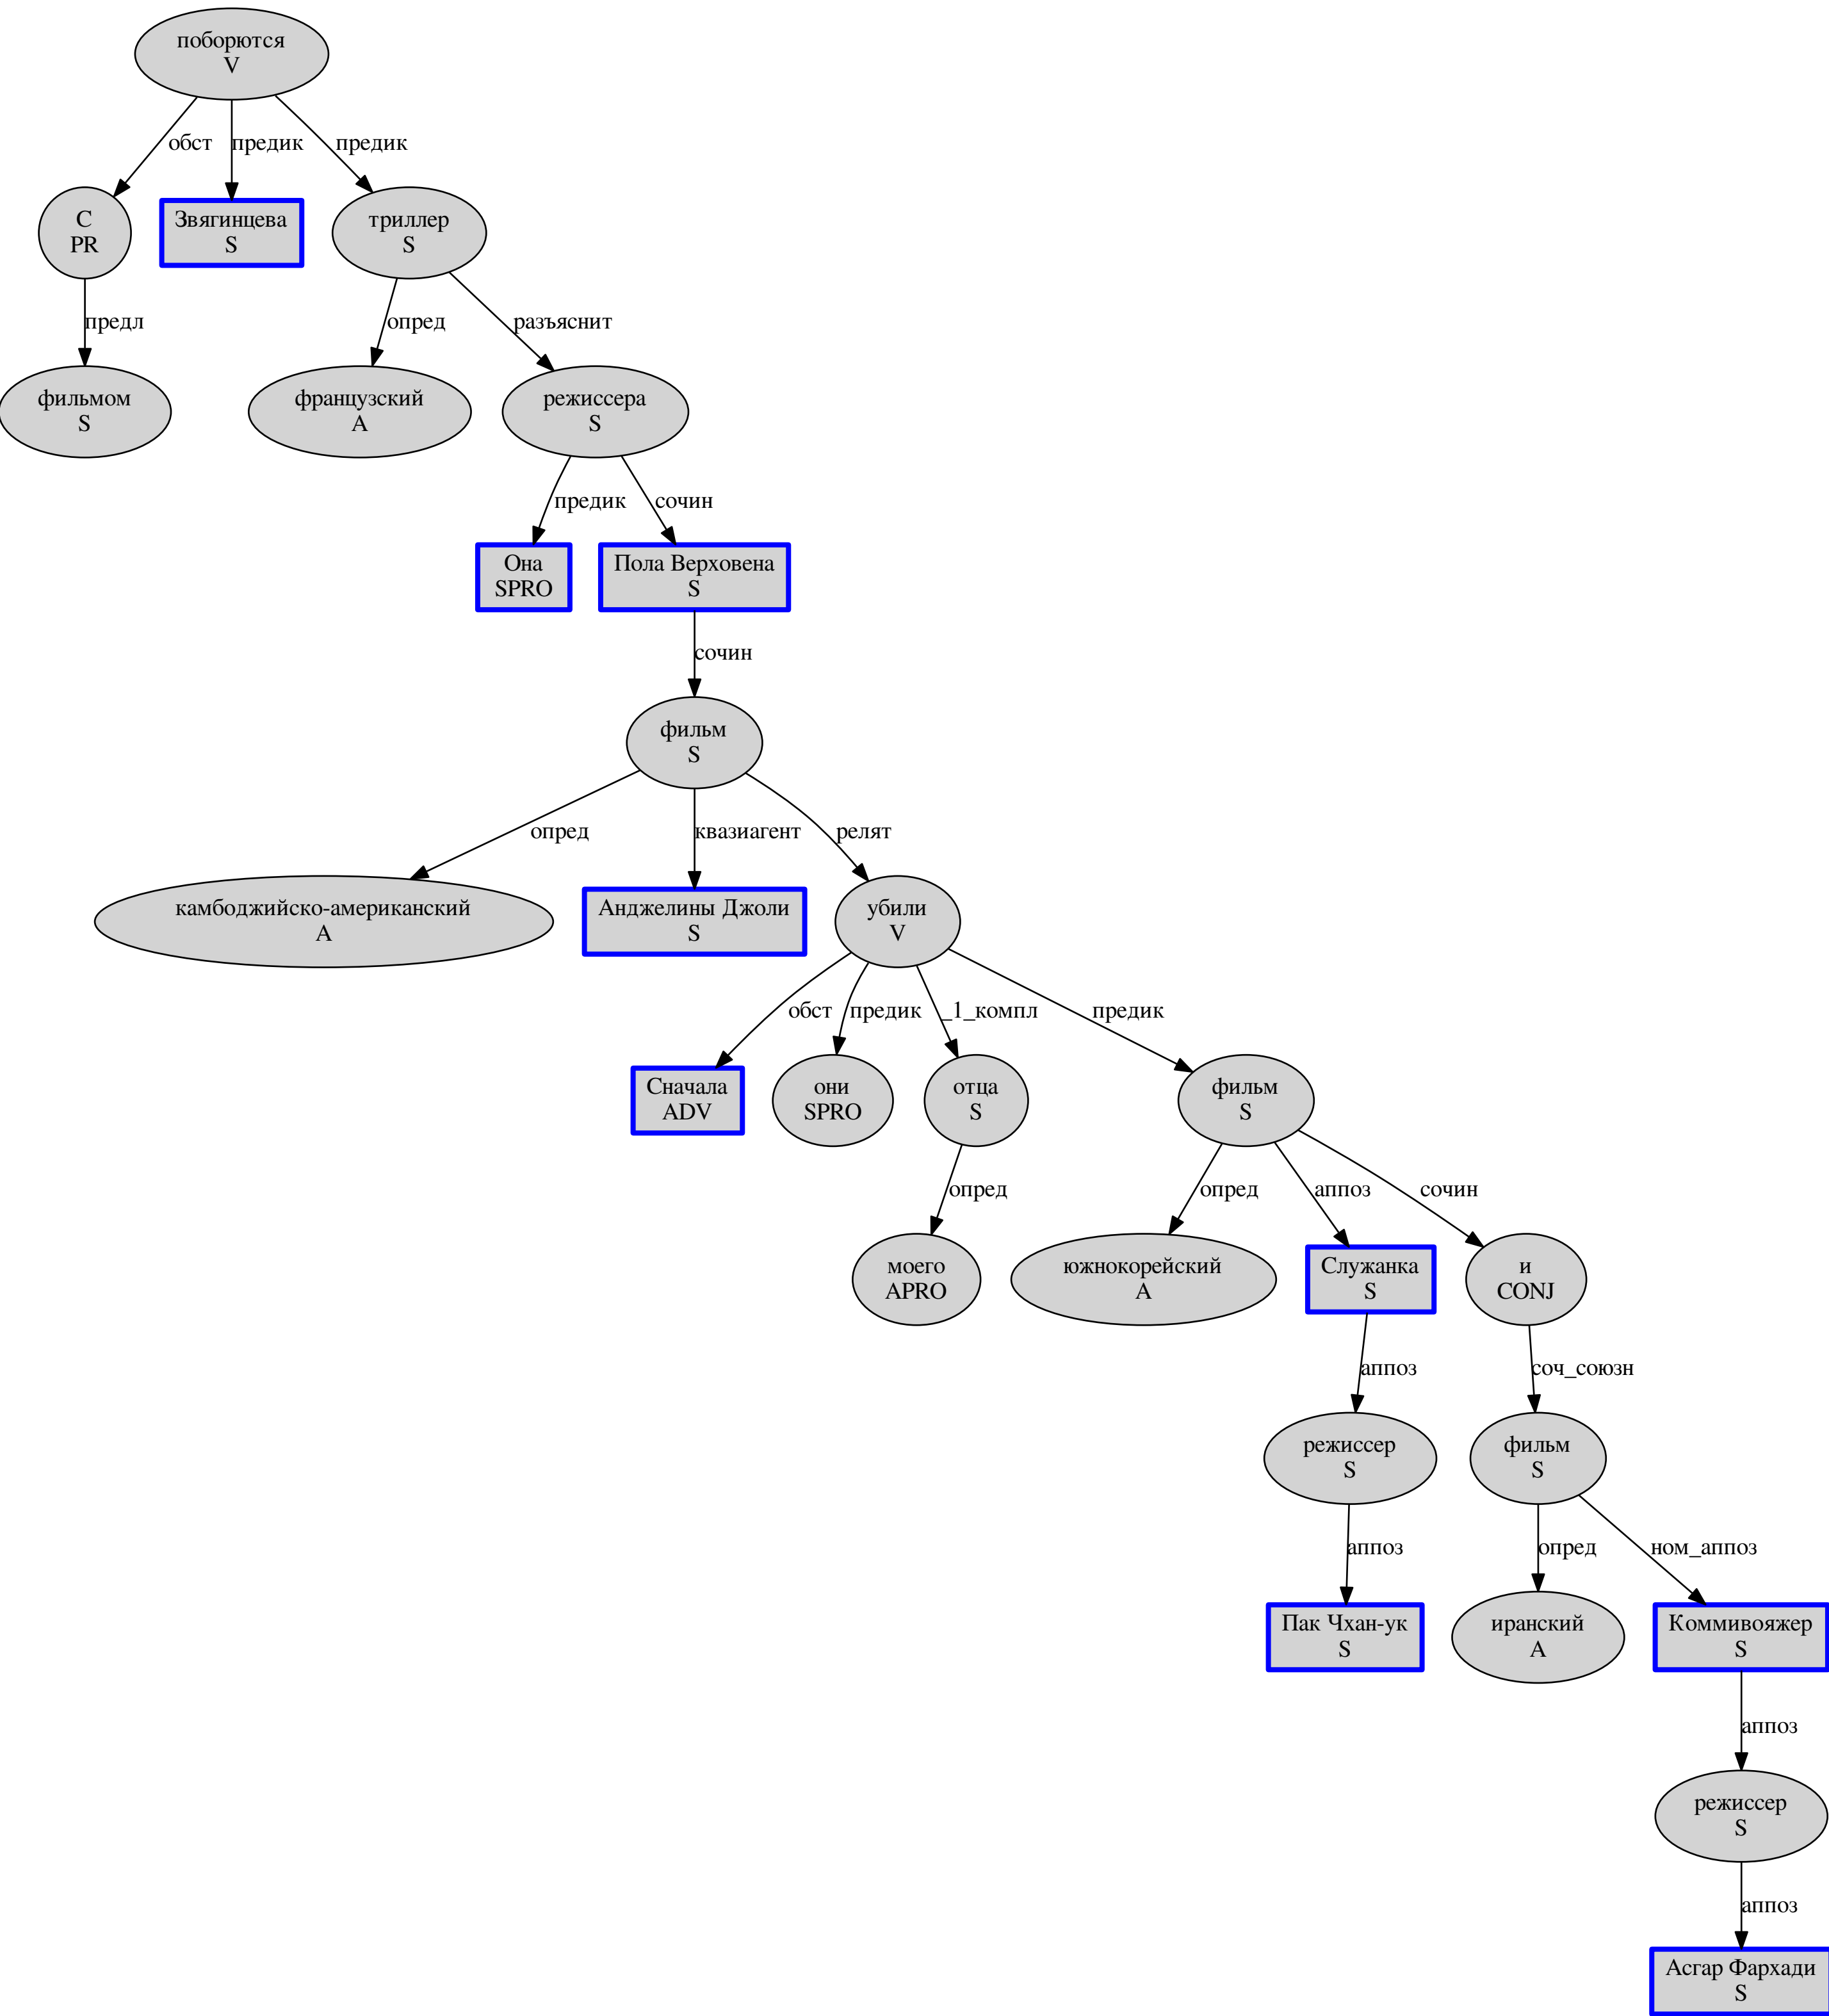 поборются
V
обст
предик
предик
С
PR
Звягинцева
S
триллер
S
предл
опред
разъяснит
фильмом
S
французский
A
режиссера
S
предик
сочин
Она
SPRO
Пола Верховена
S
сочин
фильм
S
опред
квазиагент
релят
камбоджийско-американский
A
Анджелины Джоли
S
убили
V
обст
предик
_1_компл
предик
Сначала
ADV
они
SPRO
отца
S
фильм
S
опред
опред
аппоз
сочин
моего
APRO
южнокорейский
A
Служанка
S
и
CONJ
аппоз
соч_союзн
режиссер
S
фильм
S
аппоз
опред
ном_аппоз
Пак Чхан-ук
S
иранский
A
Коммивояжер
S
аппоз
режиссер
S
аппоз
Асгар Фархади
S